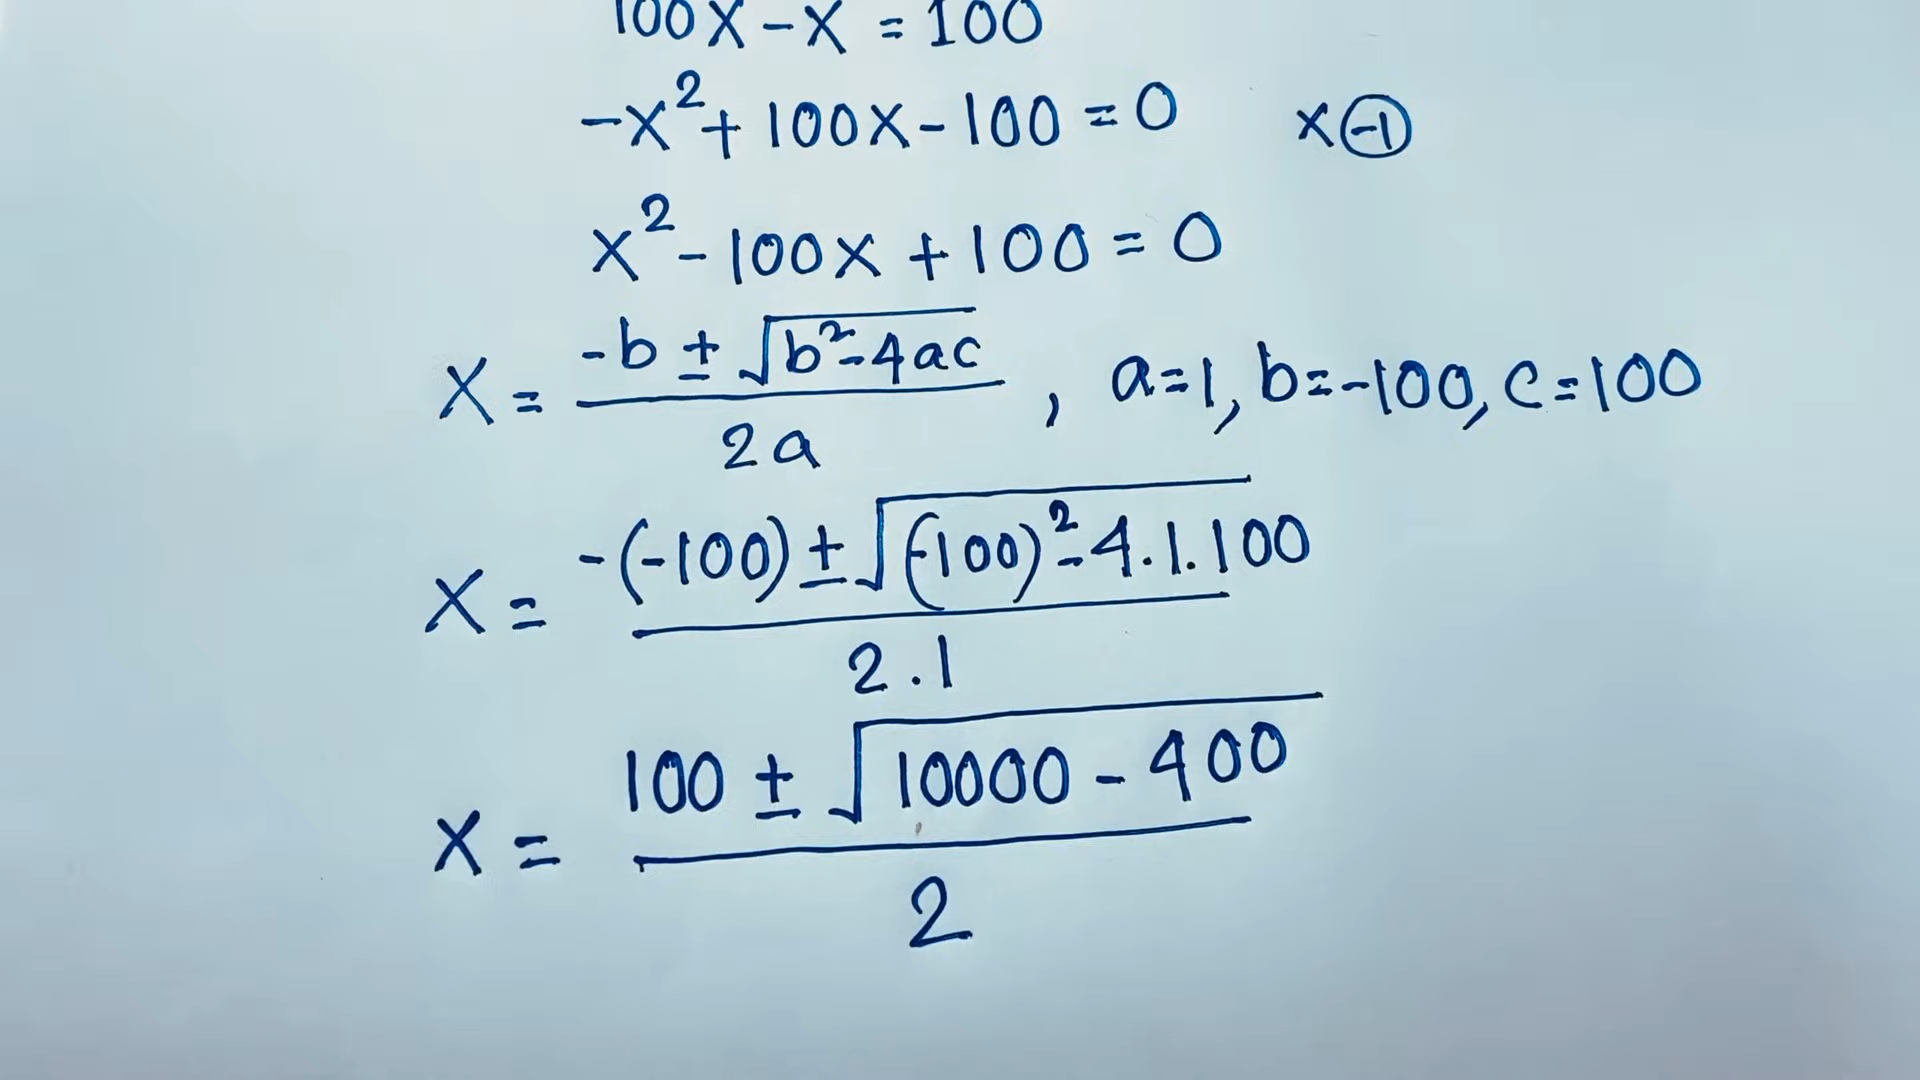 100X - X = 100
-X² + 100X - 100 = 0 x(-1)
X² - 100X + 100 = 0
X = (-b ± √(b² - 4ac)) / 2a , a=1, b=-100, c=100
X = (-(-100) ± √((-100)² - 4.1.100)) / 2.1
X = (100 ± √(10000 - 400)) / 2